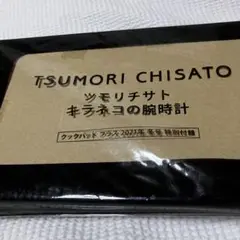 TSUMORI CHISATO
ツモリチサト
キラネコの腕時計
クックパッド プラス 2023年 冬号 特別付録